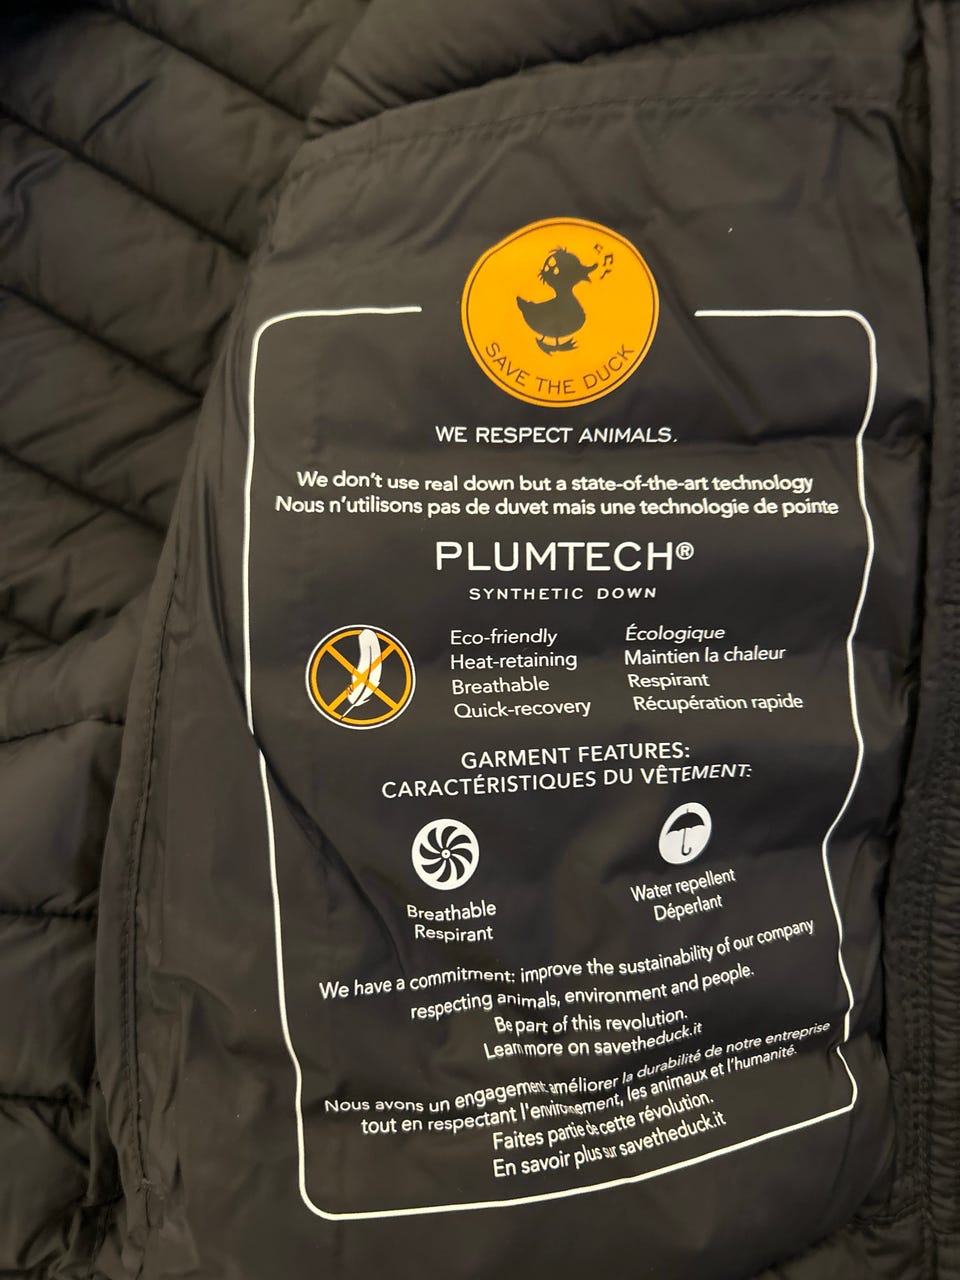 SAVE THE DUCK
WE RESPECT ANIMALS.
We don't use real down but a state-of-the-art technology
Nous n'utilisons pas de duvet mais une technologie de pointe
PLUMTECH®
SYNTHETIC DOWN
Eco-friendly
Heat-retaining
Breathable
Quick-recovery
Écologique
Maintien la chaleur
Respirant
Récupération rapide
GARMENT FEATURES:
CARACTÉRISTIQUES DU VÊTEMENT:
Breathable
Respirant
Water repellent
Déperlant
We have a commitment: improve the sustainability of our company
respecting animals, environment and people.
Be part of this revolution.
Learn more on savetheduck.it
Nous avons un engagement: améliorer la durabilité de notre entreprise
tout en respectant l'environnement, les animaux et l'humanité.
Faites partie de cette révolution.
En savoir plus sur savetheduck.it